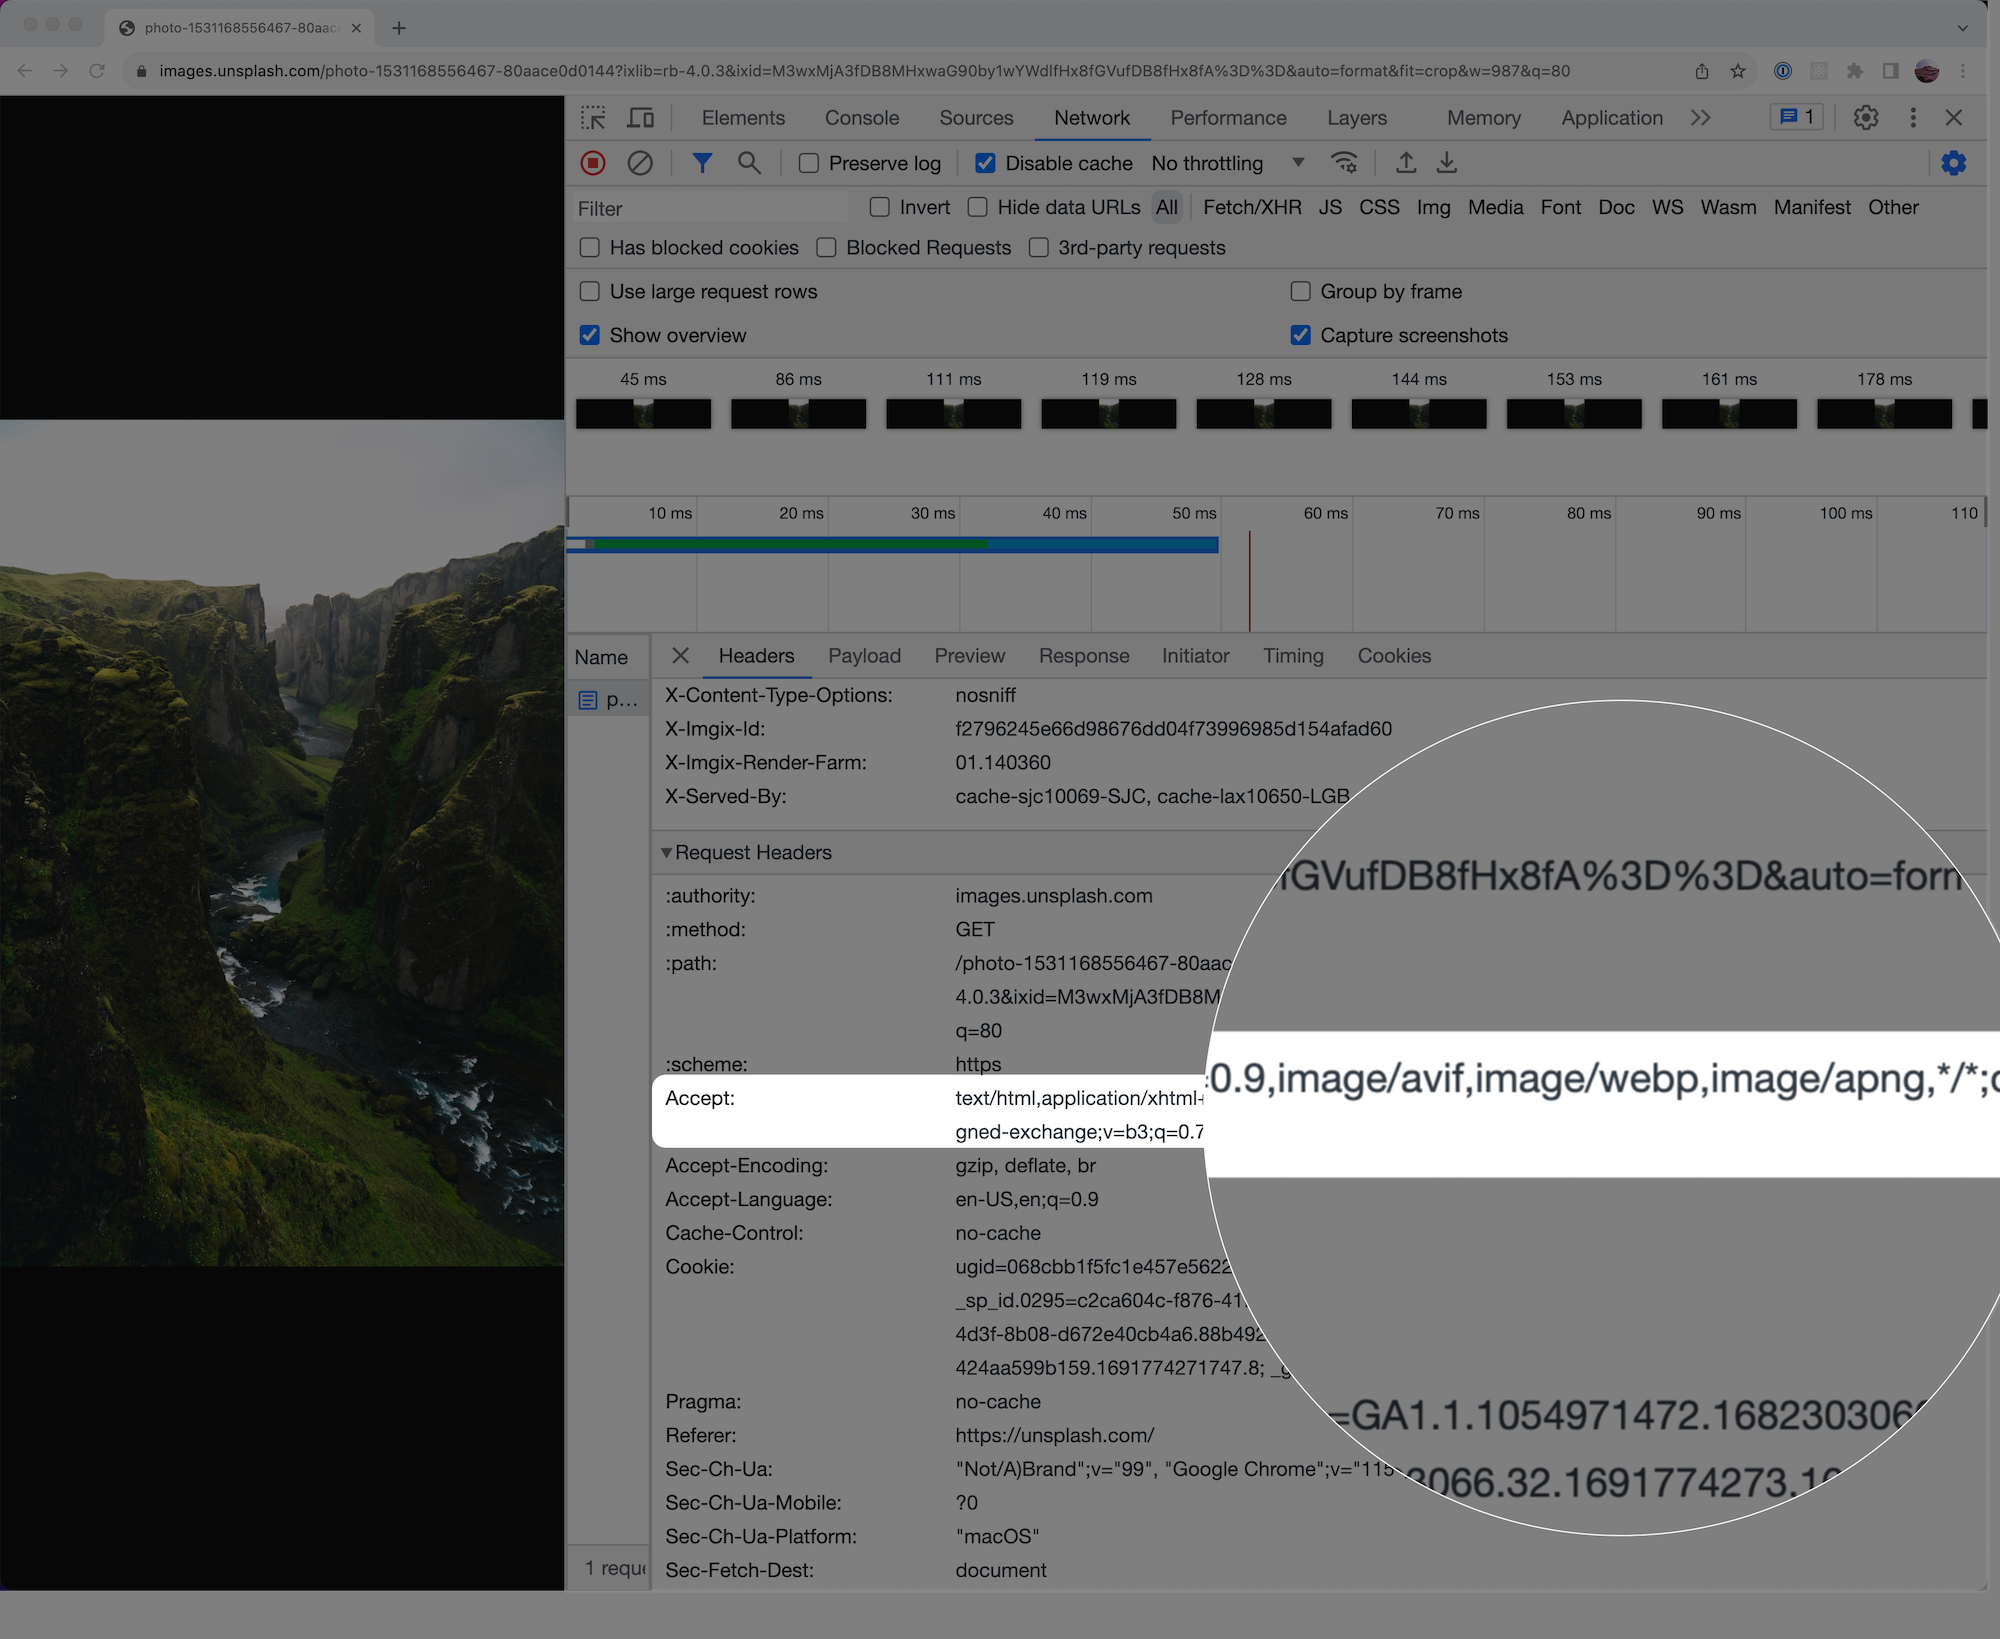 photo-1531168556467-80aac
images.unsplash.com/photo-1531168556467-80aace0d0144?ixlib=rb-4.0.3&ixid=M3wxMjA3fDB8MHxwaG90by1wYWdlfHx8fGVufDB8fHx8fA%3D%3D&auto=format&fit=crop&w=987&q=80
Elements Console Sources Network Performance Layers Memory Application 1
Preserve log Disable cache No throttling
Filter Invert Hide data URLs All Fetch/XHR JS CSS Img Media Font Doc WS Wasm Manifest Other
Has blocked cookies Blocked Requests 3rd-party requests
Use large request rows Group by frame
Show overview Capture screenshots
45 ms 86 ms 111 ms 119 ms 128 ms 144 ms 153 ms 161 ms 178 ms
10 ms 20 ms 30 ms 40 ms 50 ms 60 ms 70 ms 80 ms 90 ms 100 ms 110
Name Headers Payload Preview Response Initiator Timing Cookies
p...
X-Content-Type-Options: nosniff
X-Imgix-Id: f2796245e66d98676dd04f73996985d154afad60
X-Imgix-Render-Farm: 01.140360
X-Served-By: cache-sjc10069-SJC, cache-lax10650-LGB
Request Headers
:authority: images.unsplash.com
:method: GET
:path: /photo-1531168556467-80aac
4.0.3&ixid=M3wxMjA3fDB8M
q=80
:scheme: https
Accept: text/html,application/xhtml+
gned-exchange;v=b3;q=0.7
Accept-Encoding: gzip, deflate, br
Accept-Language: en-US,en;q=0.9
Cache-Control: no-cache
Cookie: ugid=068cbb1f5fc1e457e5622
_sp_id.0295=c2ca604c-f876-41
4d3f-8b08-d672e40cb4a6.88b492
424aa599b159.1691774271747.8; _g
Pragma: no-cache
Referer: https://unsplash.com/
Sec-Ch-Ua: "Not/A)Brand";v="99", "Google Chrome";v="115
Sec-Ch-Ua-Mobile: ?0
Sec-Ch-Ua-Platform: "macOS"
Sec-Fetch-Dest: document
1 reque
fGVufDB8fHx8fA%3D%3D&auto=form
0.9,image/avif,image/webp,image/apng,*/*;q
=GA1.1.1054971472.168230306
3066.32.1691774273.10